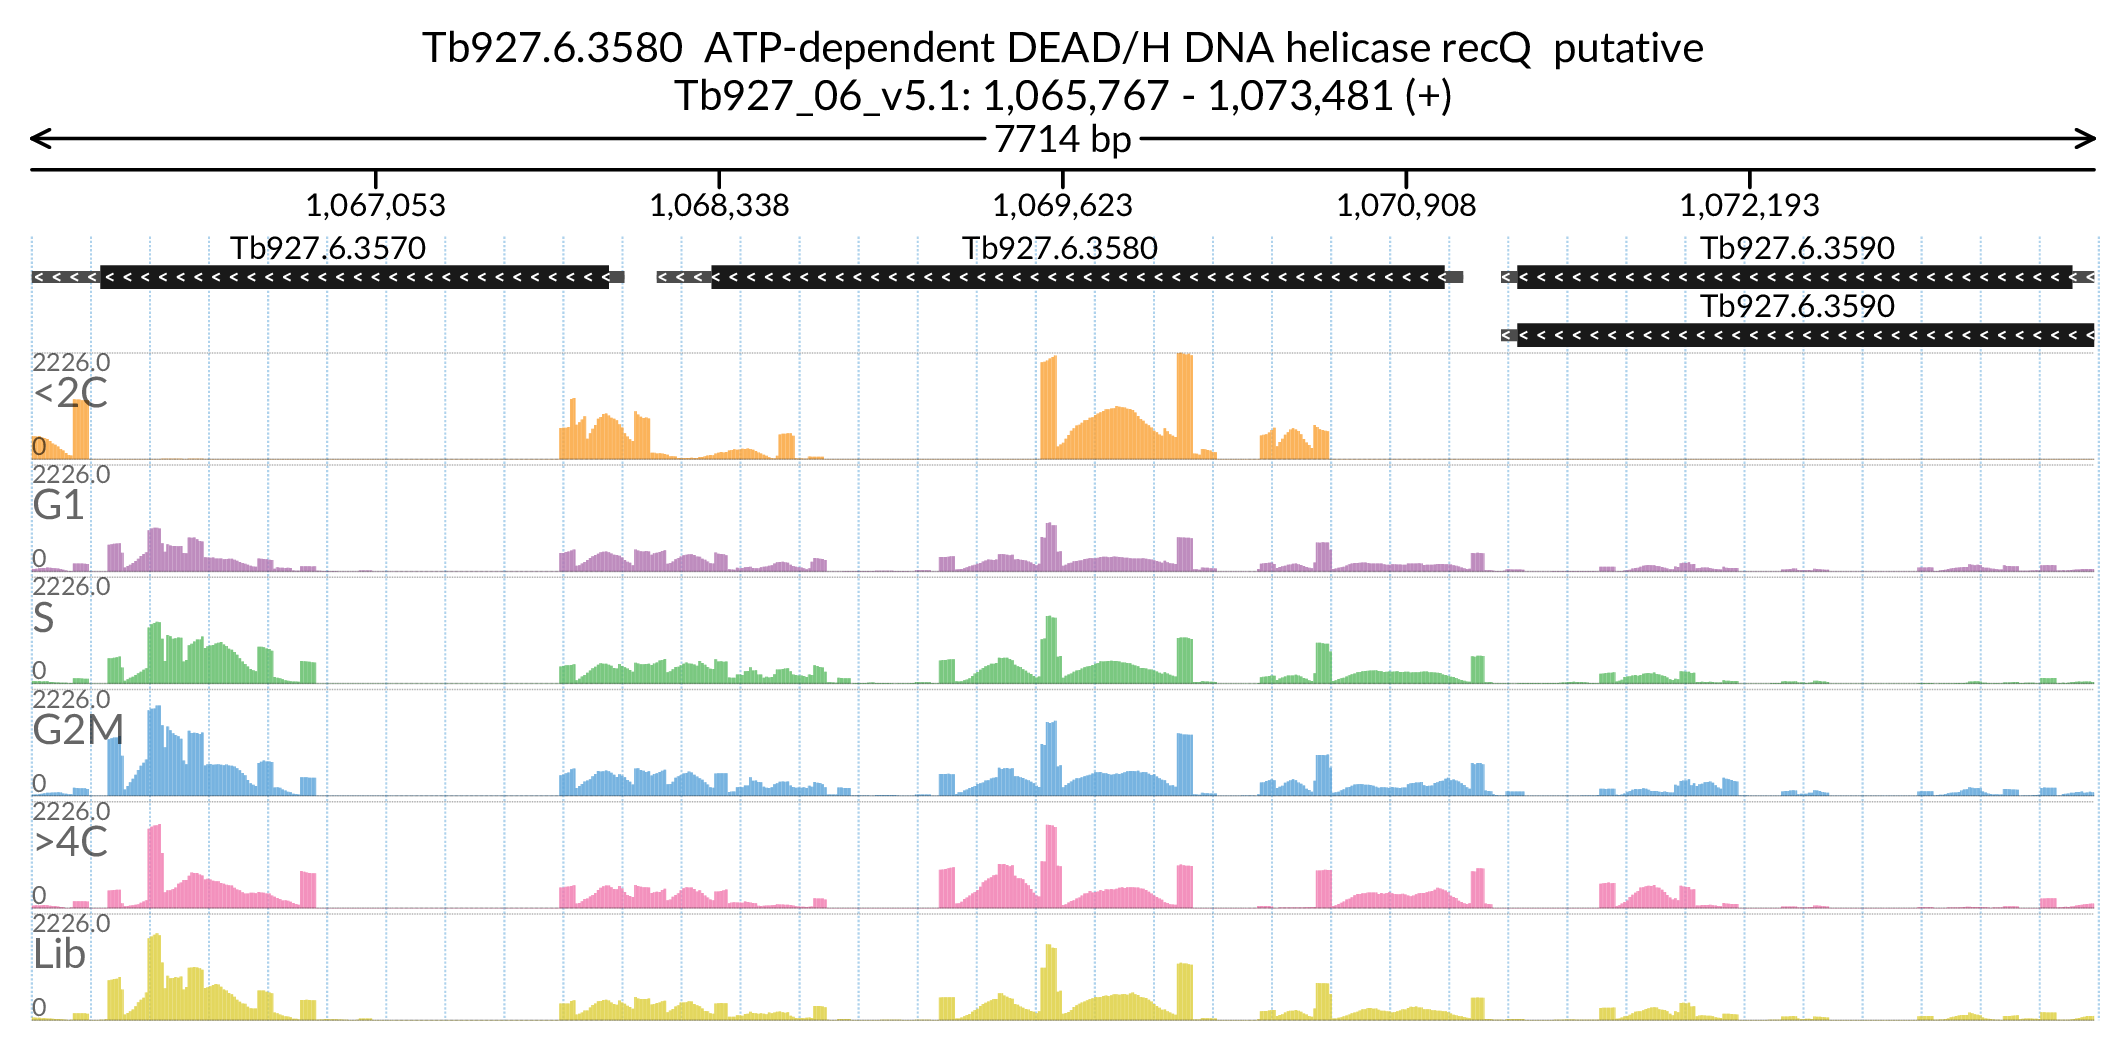 Tb927.6.3580  ATP-dependent DEAD/H DNA helicase recQ  putative
Tb927_06_v5.1: 1,065,767 - 1,073,481 (+)
7714 bp
1,067,053 1,068,338 1,069,623 1,070,908 1,072,193
Tb927.6.3570 Tb927.6.3580 Tb927.6.3590
Tb927.6.3590
2226.0
<2C
0
2226.0
G1
0
2226.0
S
0
2226.0
G2M
0
2226.0
>4C
0
2226.0
Lib
0